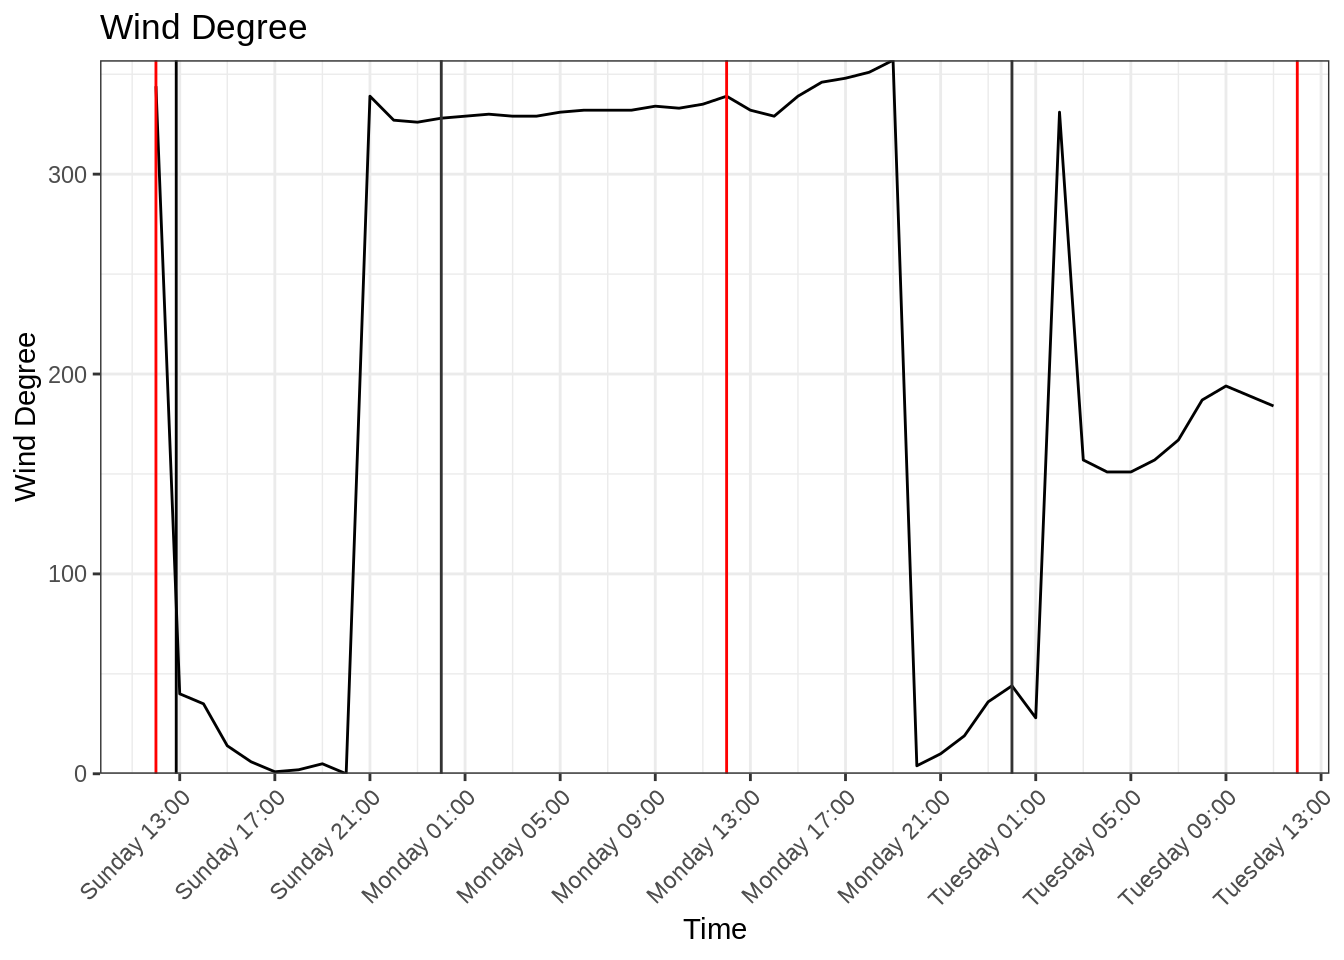 Wind Degree
Wind Degree
300
200
100
0
Sunday 13:00
Sunday 17:00
Sunday 21:00
Monday 01:00
Monday 05:00
Monday 09:00
Monday 13:00
Monday 17:00
Monday 21:00
Tuesday 01:00
Tuesday 05:00
Tuesday 09:00
Tuesday 13:00
Time